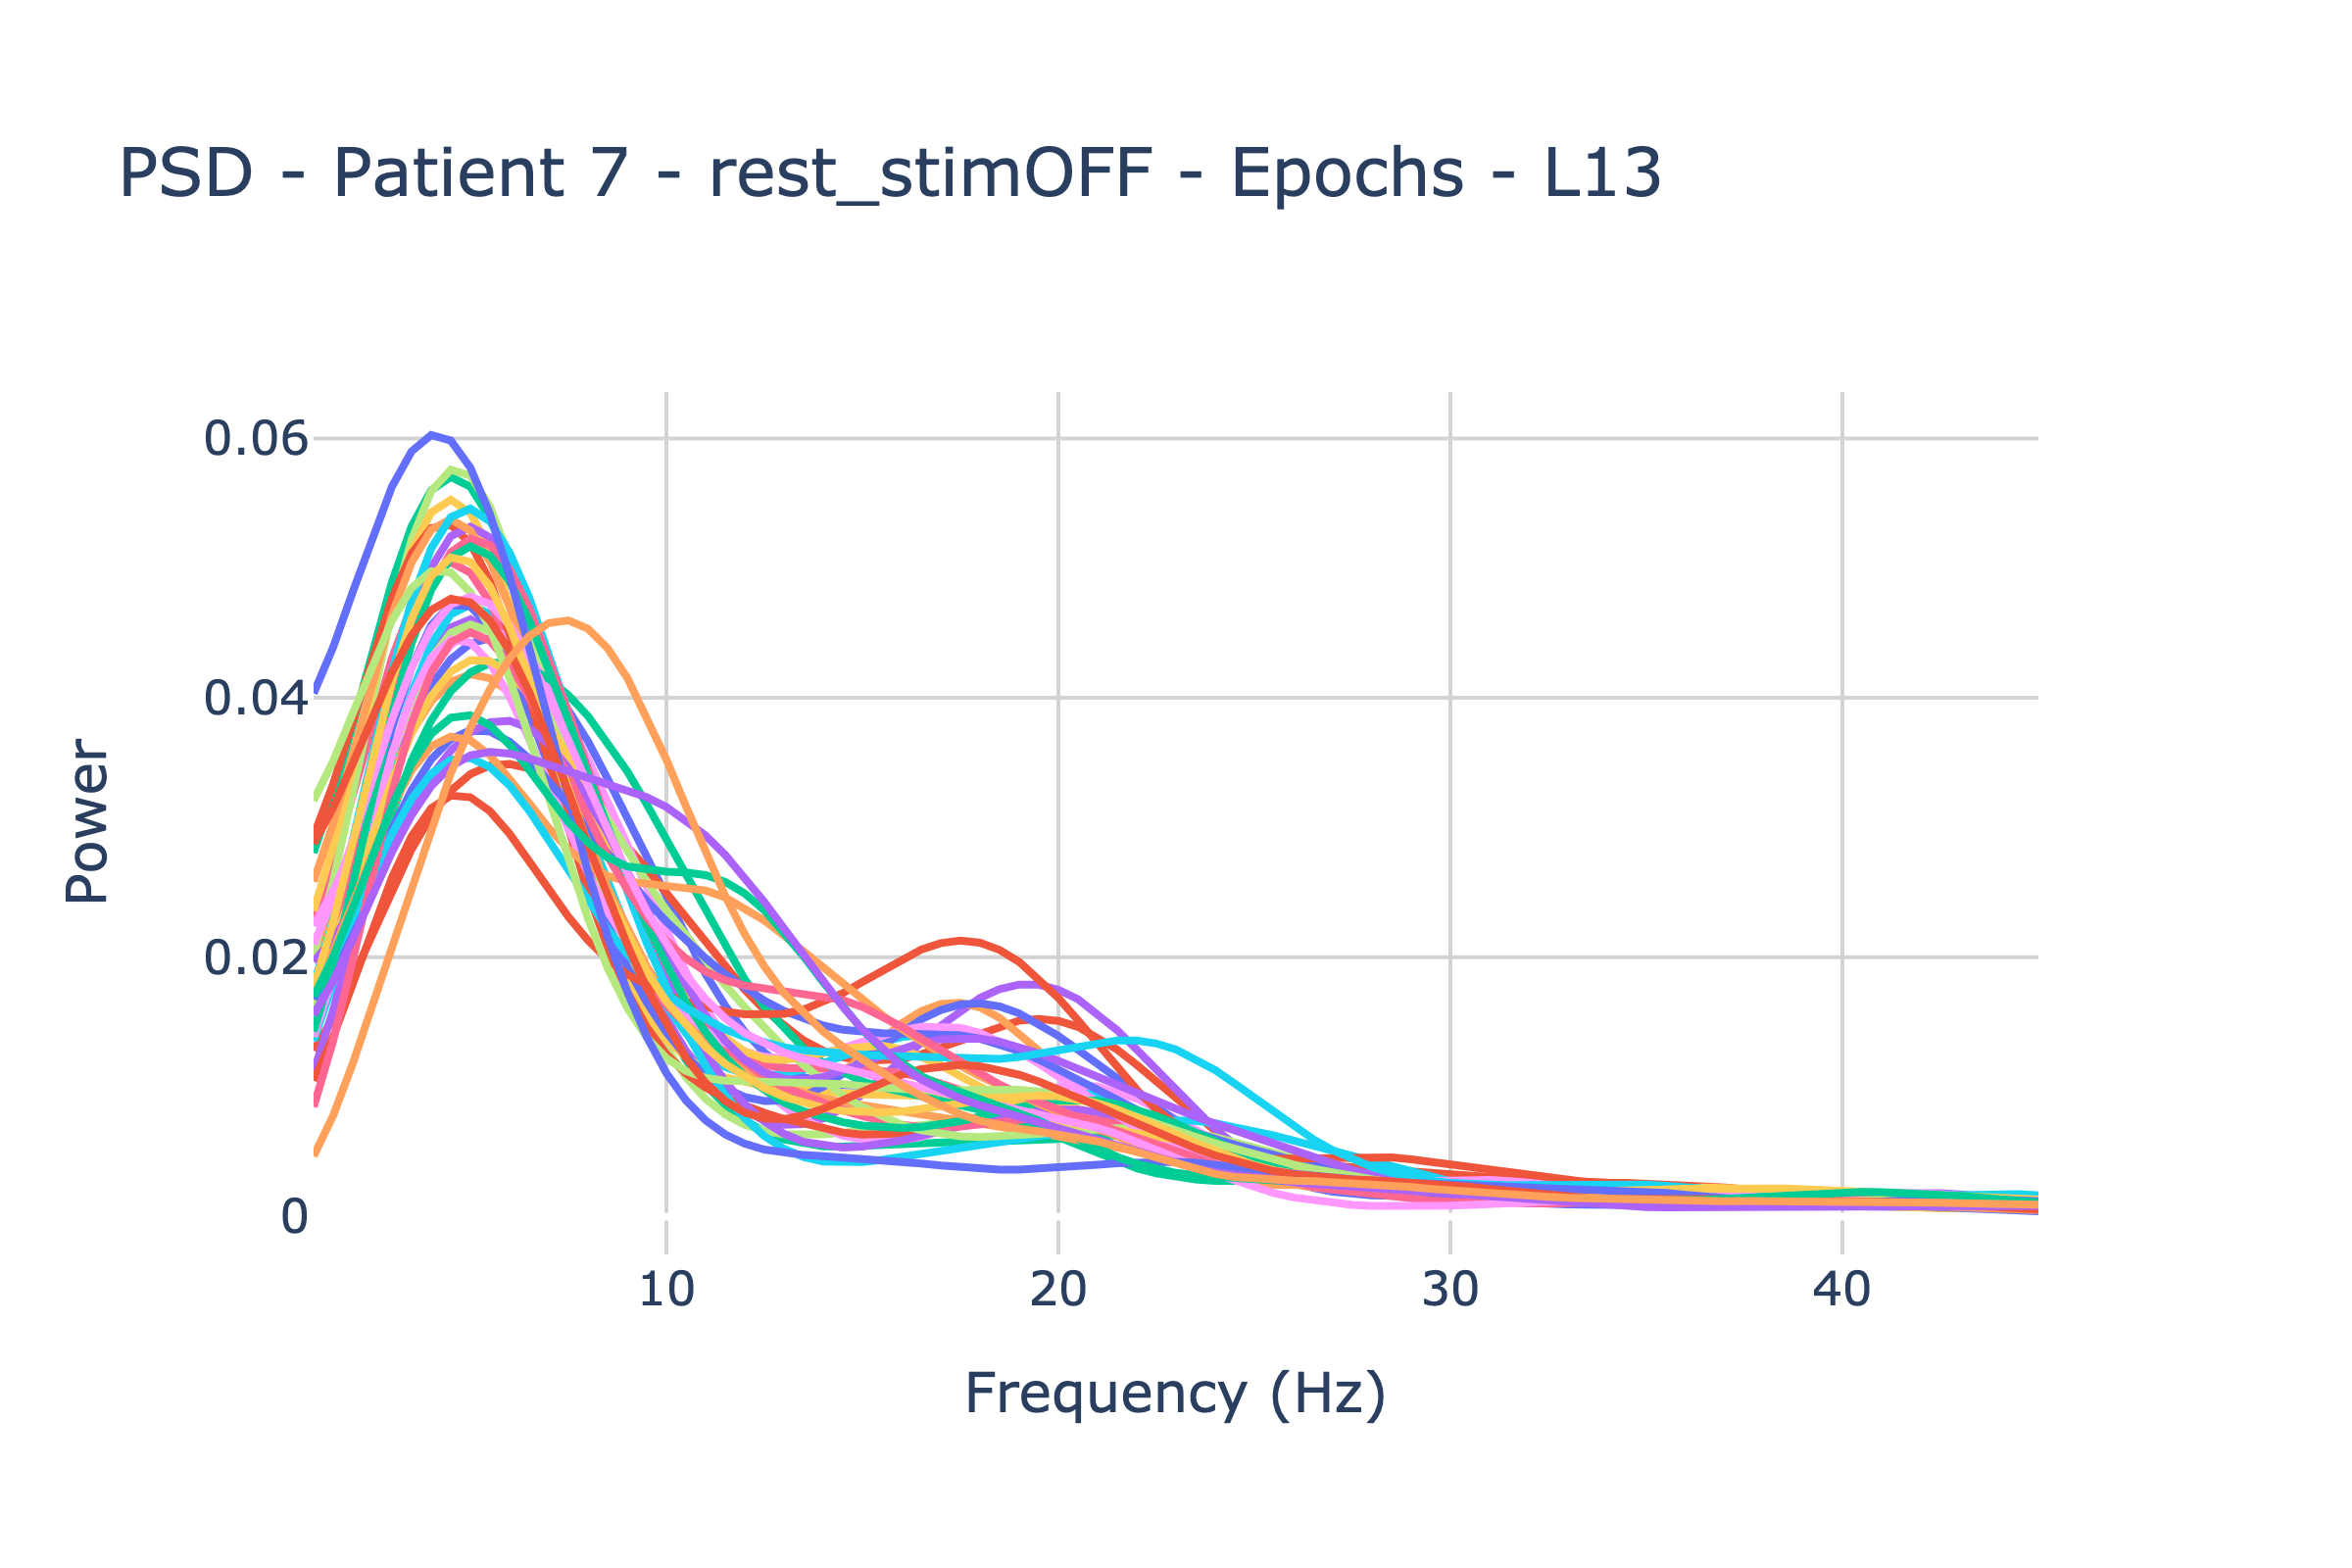 PSD - Patient 7 - rest_stimOFF - Epochs - L13
0.06
0.04
0.02
0
Power
10 20 30 40
Frequency (Hz)